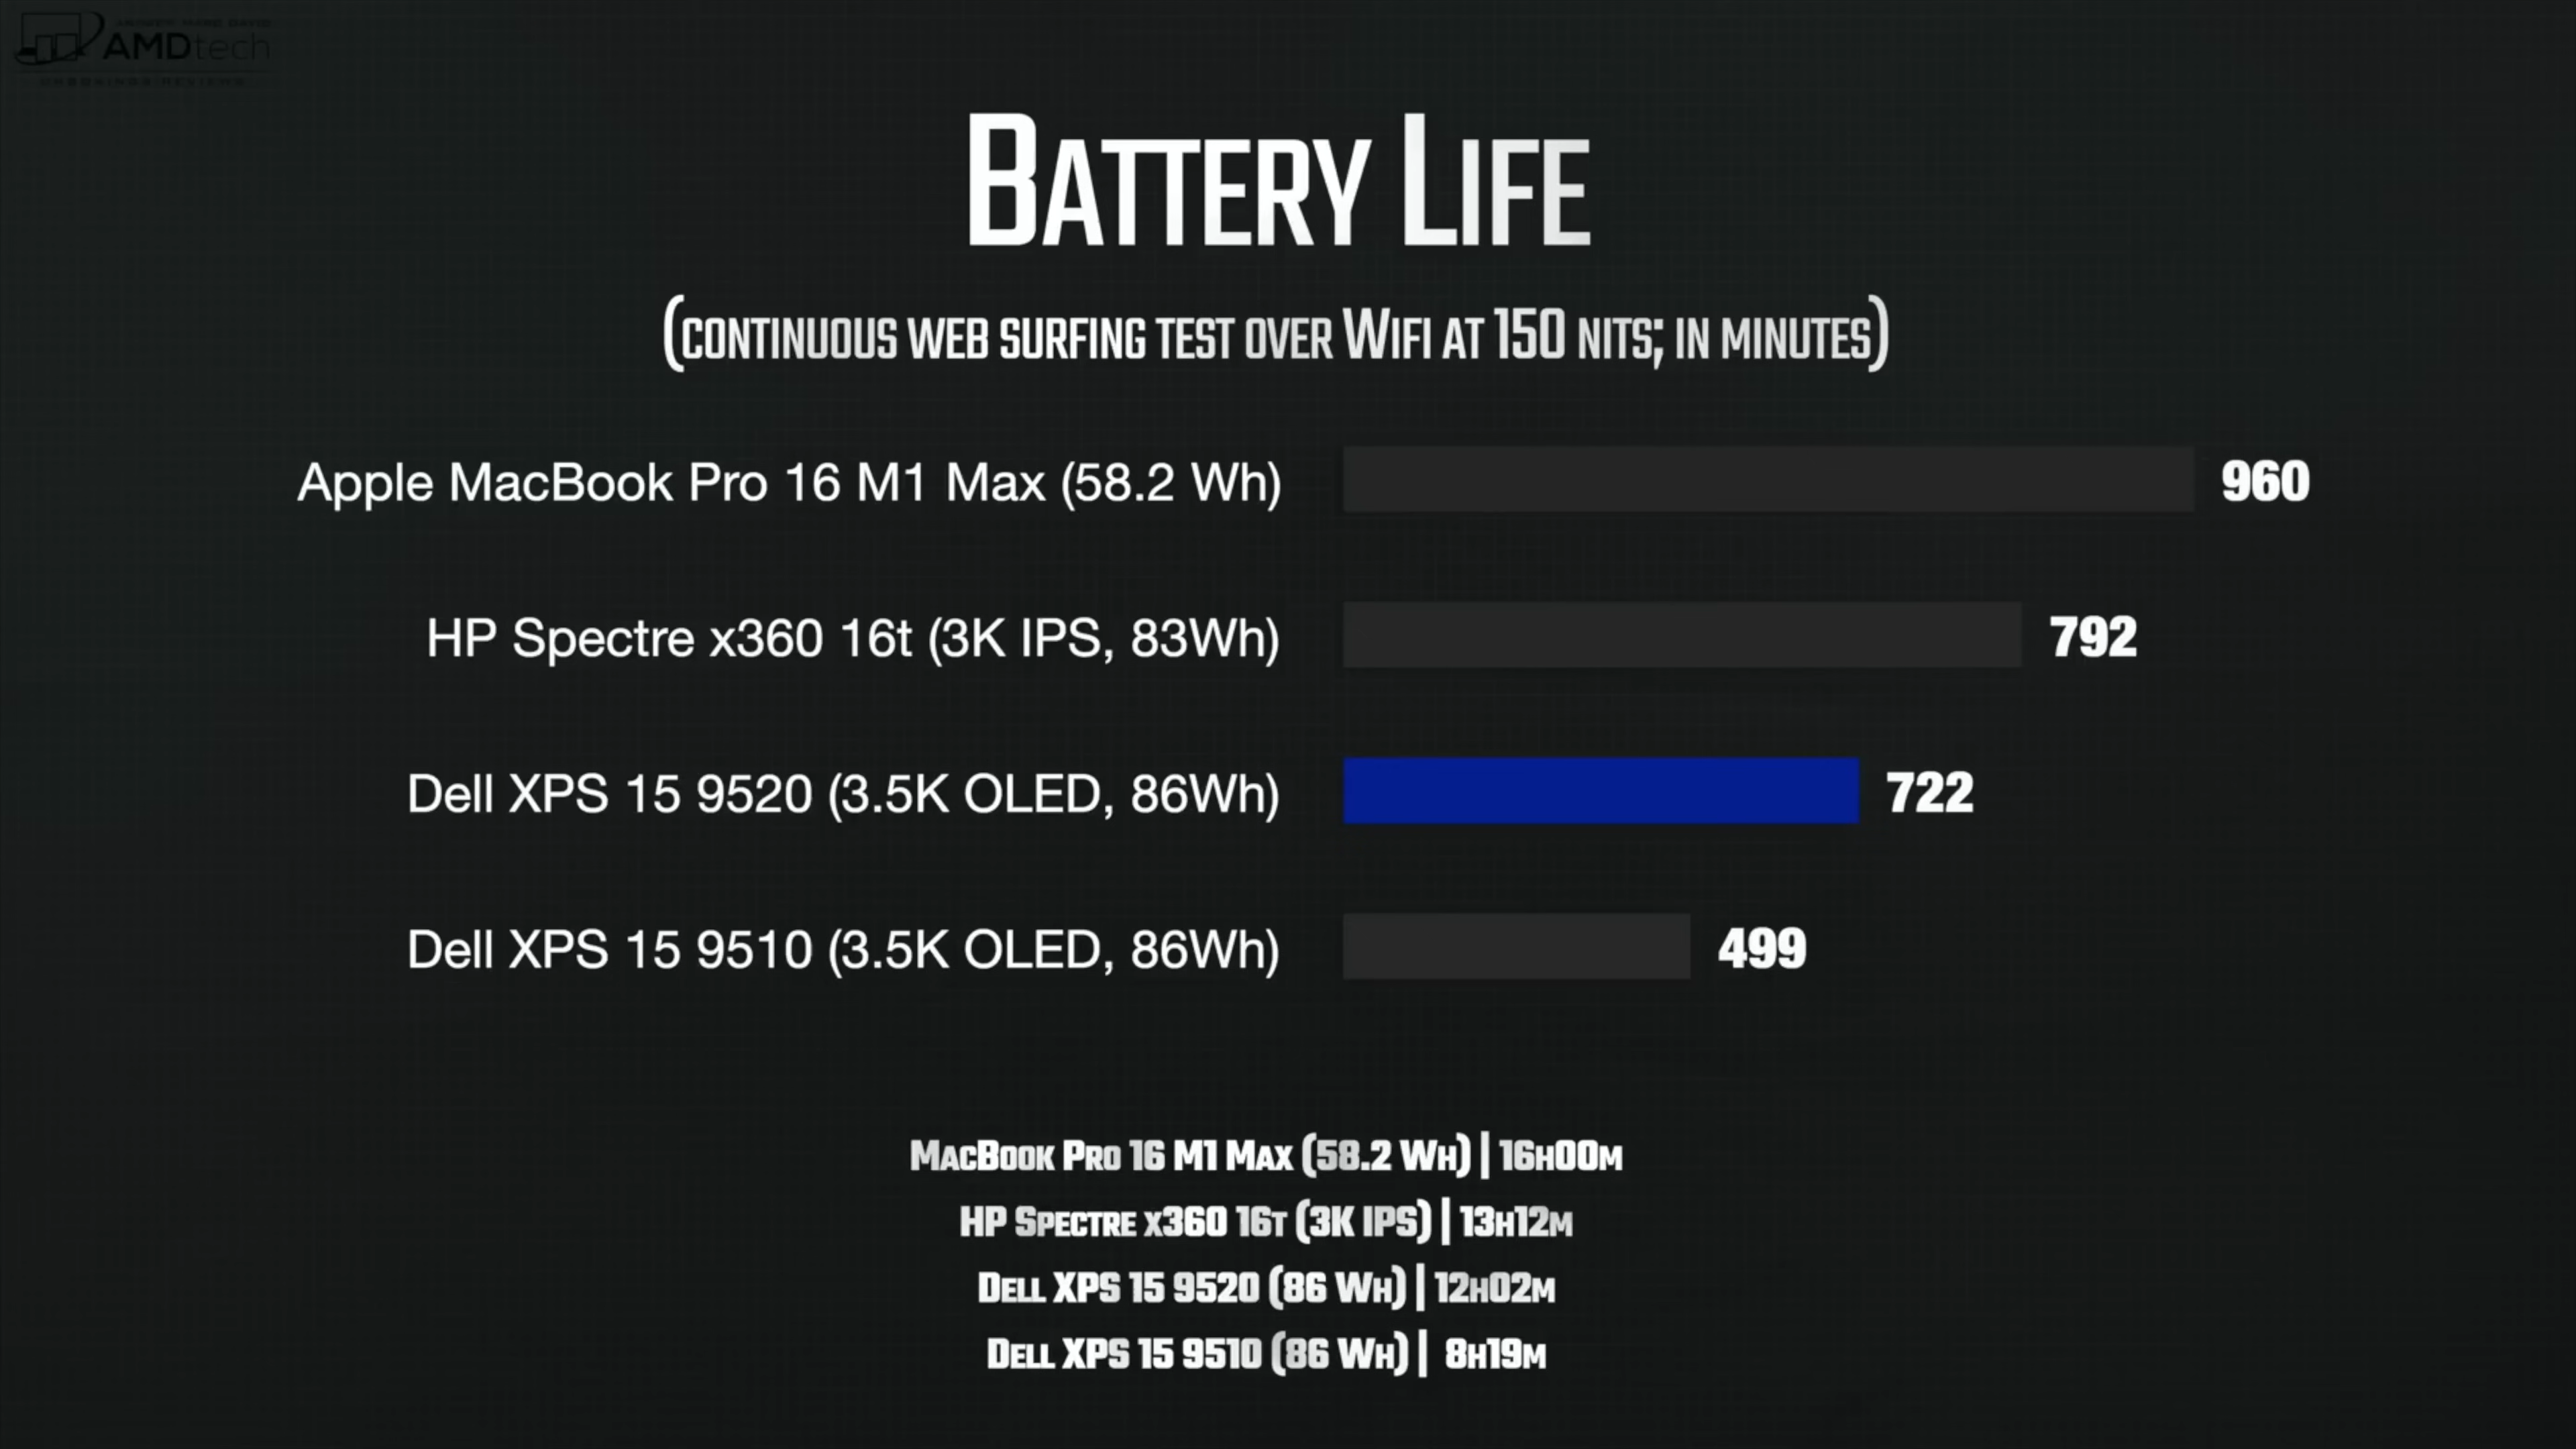 AMDtech
BATTERY LIFE
(CONTINUOUS WEB SURFING TEST OVER WIFI AT 150 NITS; IN MINUTES)
Apple MacBook Pro 16 M1 Max (58.2 Wh) 960
HP Spectre x360 16t (3K IPS, 83Wh) 792
Dell XPS 15 9520 (3.5K OLED, 86Wh) 722
Dell XPS 15 9510 (3.5K OLED, 86Wh) 499
MACBOOK PRO 16 M1 MAX (58.2 WH) | 16H00M
HP SPECTRE X360 16T (3K IPS) | 13H12M
DELL XPS 15 9520 (86 WH) | 12H02M
DELL XPS 15 9510 (86 WH) | 8H19M